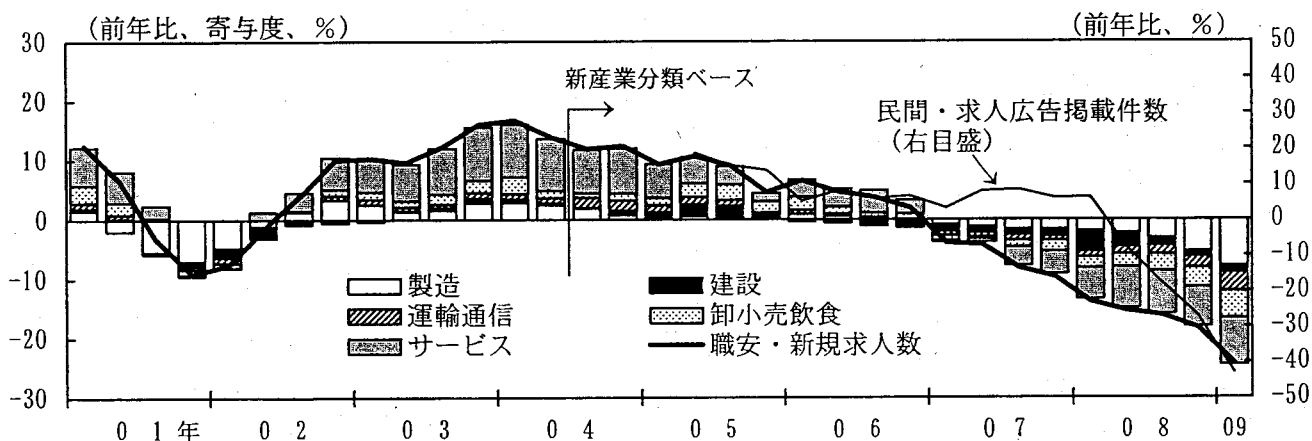 (前年比、寄与度、%) (前年比、%)
30 50
40
20 新産業分類ベース 30
民間・求人広告掲載件数
(右目盛) 20
10 10
0 0
-10 製造 建設 -10
運輸通信 卸小売飲食 -20
-20 サービス 職安・新規求人数 -30
-40
-30 -50
01年 02 03 04 05 06 07 08 09